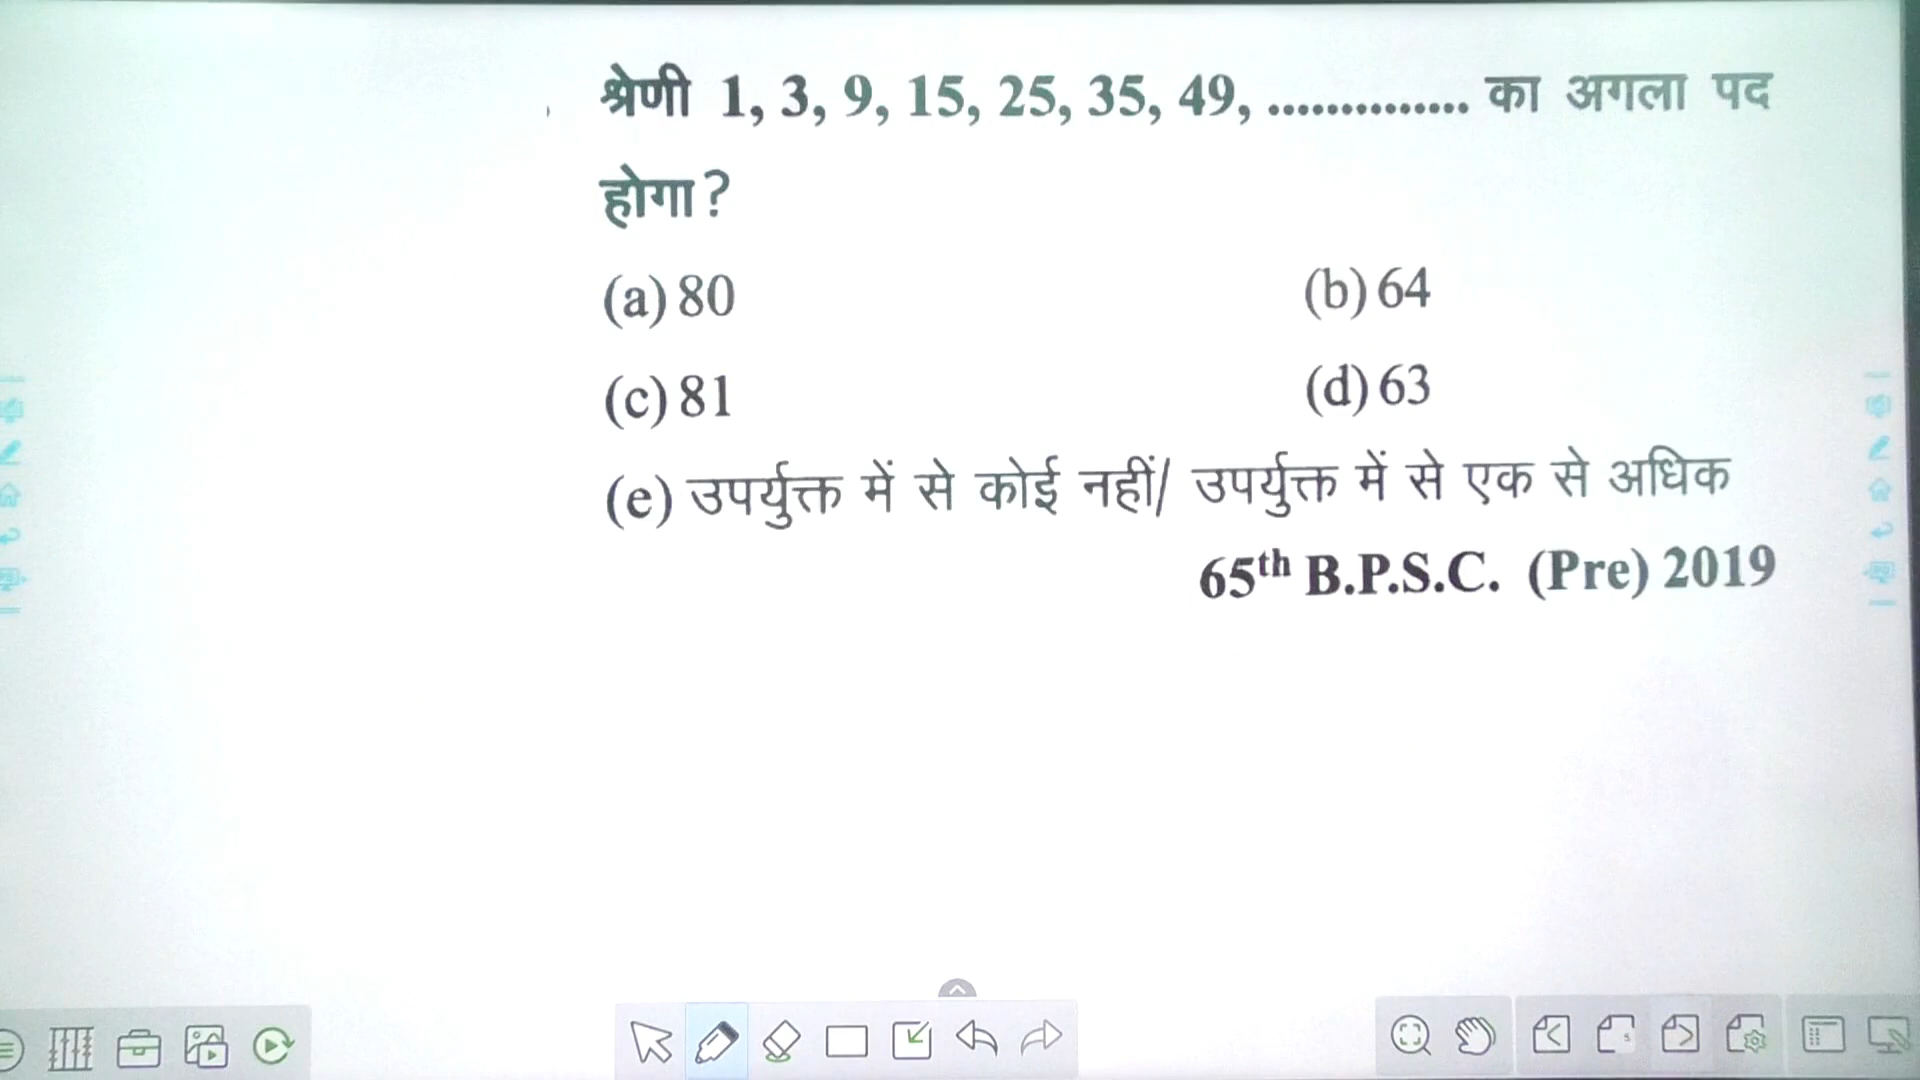 श्रेणी 1, 3, 9, 15, 25, 35, 49, .............. का अगला पद
होगा?
(a) 80 (b) 64
(c) 81 (d) 63
(e) उपर्युक्त में से कोई नहीं/ उपर्युक्त में से एक से अधिक
65th B.P.S.C. (Pre) 2019